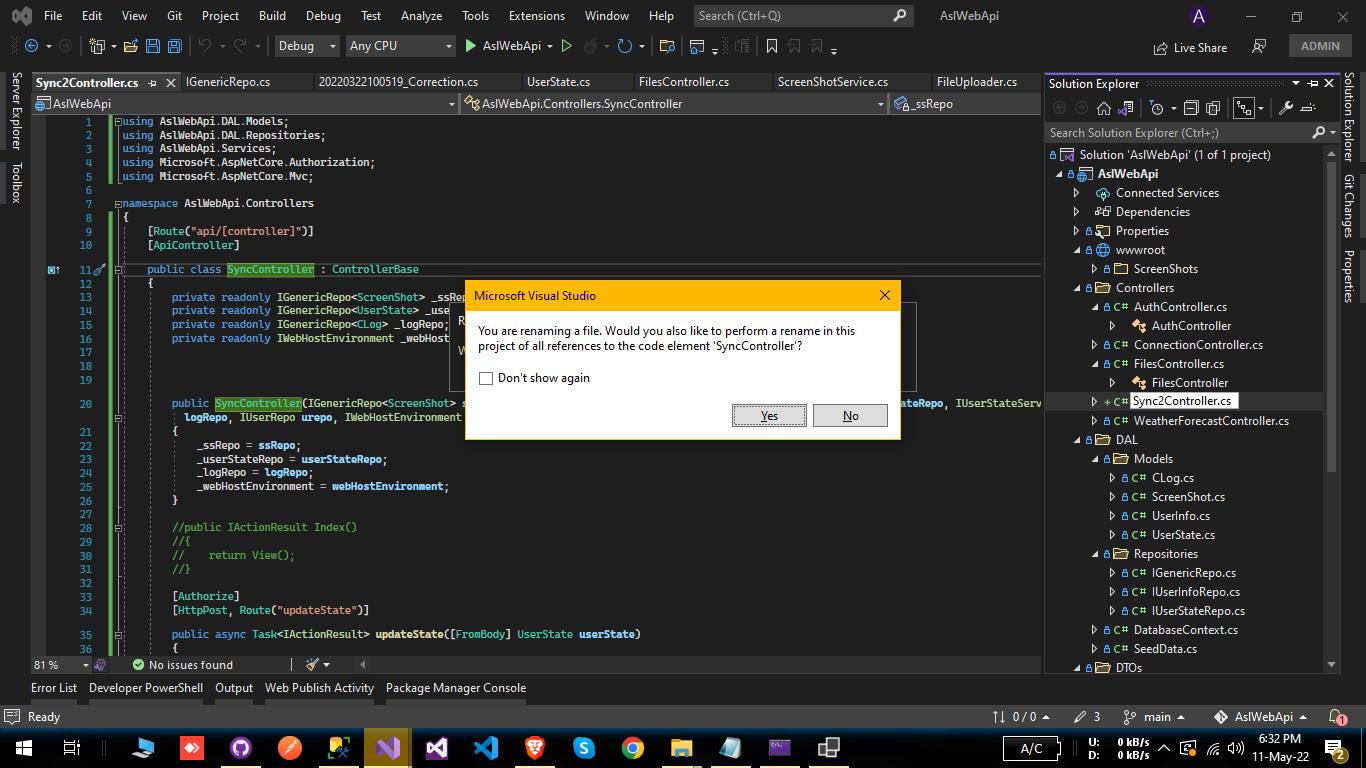 File Edit View Git Project Build Debug Test Analyze Tools Extensions Window Help Search (Ctrl+Q) AslWebApi A
Debug Any CPU AslWebApi Live Share ADMIN
Sync2Controller.cs IGenericRepo.cs 20220322100519_Correction.cs UserState.cs FilesController.cs ScreenShotService.cs FileUploader.cs
AslWebApi AslWebApi.Controllers.SyncController _ssRepo
Server Explorer
Toolbox
1 using AslWebApi.DAL.Models;
2 using AslWebApi.DAL.Repositories;
3 using AslWebApi.Services;
4 using Microsoft.AspNetCore.Authorization;
5 using Microsoft.AspNetCore.Mvc;
6
7 namespace AslWebApi.Controllers
8 {
9 [Route("api/[controller]")]
10 [ApiController]
11 public class SyncController : ControllerBase
12 {
13 private readonly IGenericRepo<ScreenShot> _ssRep
14 private readonly IGenericRepo<UserState> _use
15 private readonly IGenericRepo<CLog> _logRepo;
16 private readonly IWebHostEnvironment _webHost
17
18
19
20 public SyncController(IGenericRepo<ScreenShot> s ateRepo, IUserStateServ
logRepo, IUserRepo urepo, IWebHostEnvironment
21 {
22 _ssRepo = ssRepo;
23 _userStateRepo = userStateRepo;
24 _logRepo = logRepo;
25 _webHostEnvironment = webHostEnvironment;
26 }
27
28 //public IActionResult Index()
29 //{
30 // return View();
31 //}
32
33 [Authorize]
34 [HttpPost, Route("updateState")]
35 public async Task<IActionResult> updateState([FromBody] UserState userState)
36 {
Microsoft Visual Studio
You are renaming a file. Would you also like to perform a rename in this
project of all references to the code element 'SyncController'?
Don't show again
Yes No
Solution Explorer
Search Solution Explorer (Ctrl+;)
Solution 'AslWebApi' (1 of 1 project)
AslWebApi
Connected Services
Dependencies
Properties
wwwroot
ScreenShots
Controllers
C# AuthController.cs
AuthController
C# ConnectionController.cs
C# FilesController.cs
FilesController
+ C# Sync2Controller.cs
C# WeatherForecastController.cs
DAL
Models
C# CLog.cs
C# ScreenShot.cs
C# UserInfo.cs
C# UserState.cs
Repositories
C# IGenericRepo.cs
C# IUserInfoRepo.cs
C# IUserStateRepo.cs
C# DatabaseContext.cs
C# SeedData.cs
DTOs
Solution Explorer
Git Changes
Properties
81 % No issues found
Error List Developer PowerShell Output Web Publish Activity Package Manager Console
Ready 0 / 0 3 main AslWebApi 1
A/C U: 0 kB/s
D: 0 kB/s
6:32 PM
11-May-22
2